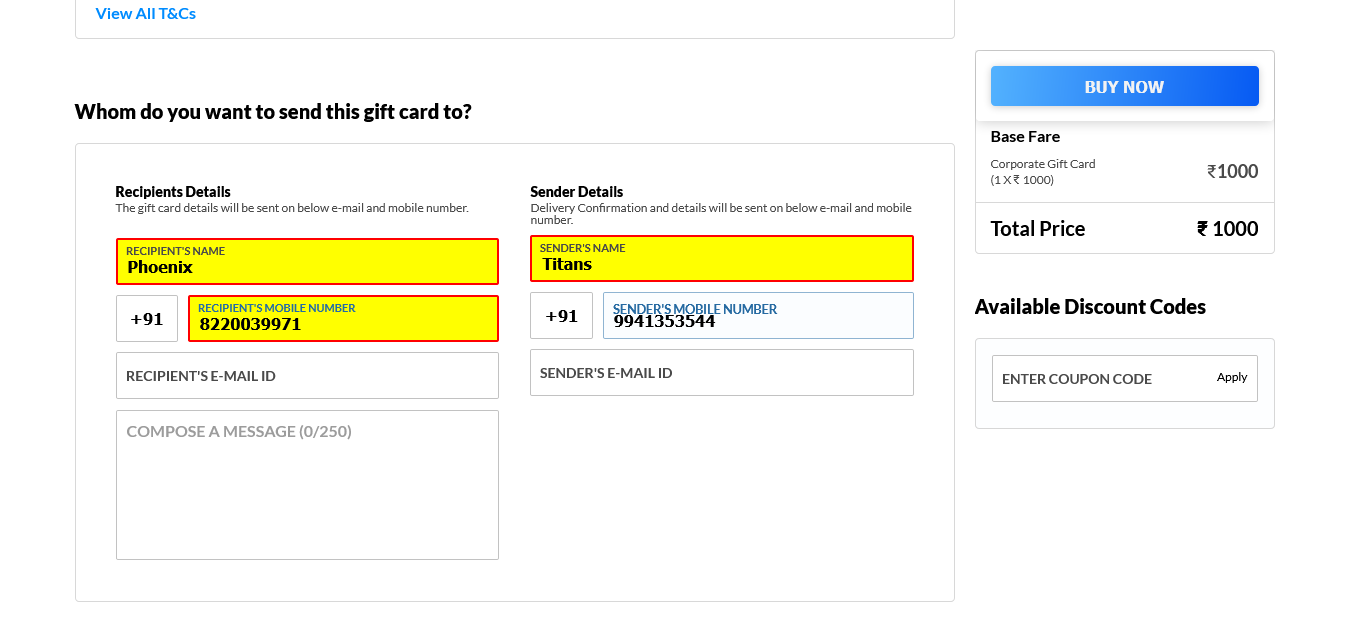 View All T&Cs
Whom do you want to send this gift card to?
Recipients Details
The gift card details will be sent on below e-mail and mobile number.
RECIPIENT'S NAME
Phoenix
+91
RECIPIENT'S MOBILE NUMBER
8220039971
RECIPIENT'S E-MAIL ID
COMPOSE A MESSAGE (0/250)
Sender Details
Delivery Confirmation and details will be sent on below e-mail and mobile
number.
SENDER'S NAME
Titans
+91
SENDER'S MOBILE NUMBER
9941353544
SENDER'S E-MAIL ID
BUY NOW
Base Fare
Corporate Gift Card
(1 X ₹ 1000)
₹1000
Total Price
₹ 1000
Available Discount Codes
ENTER COUPON CODE
Apply